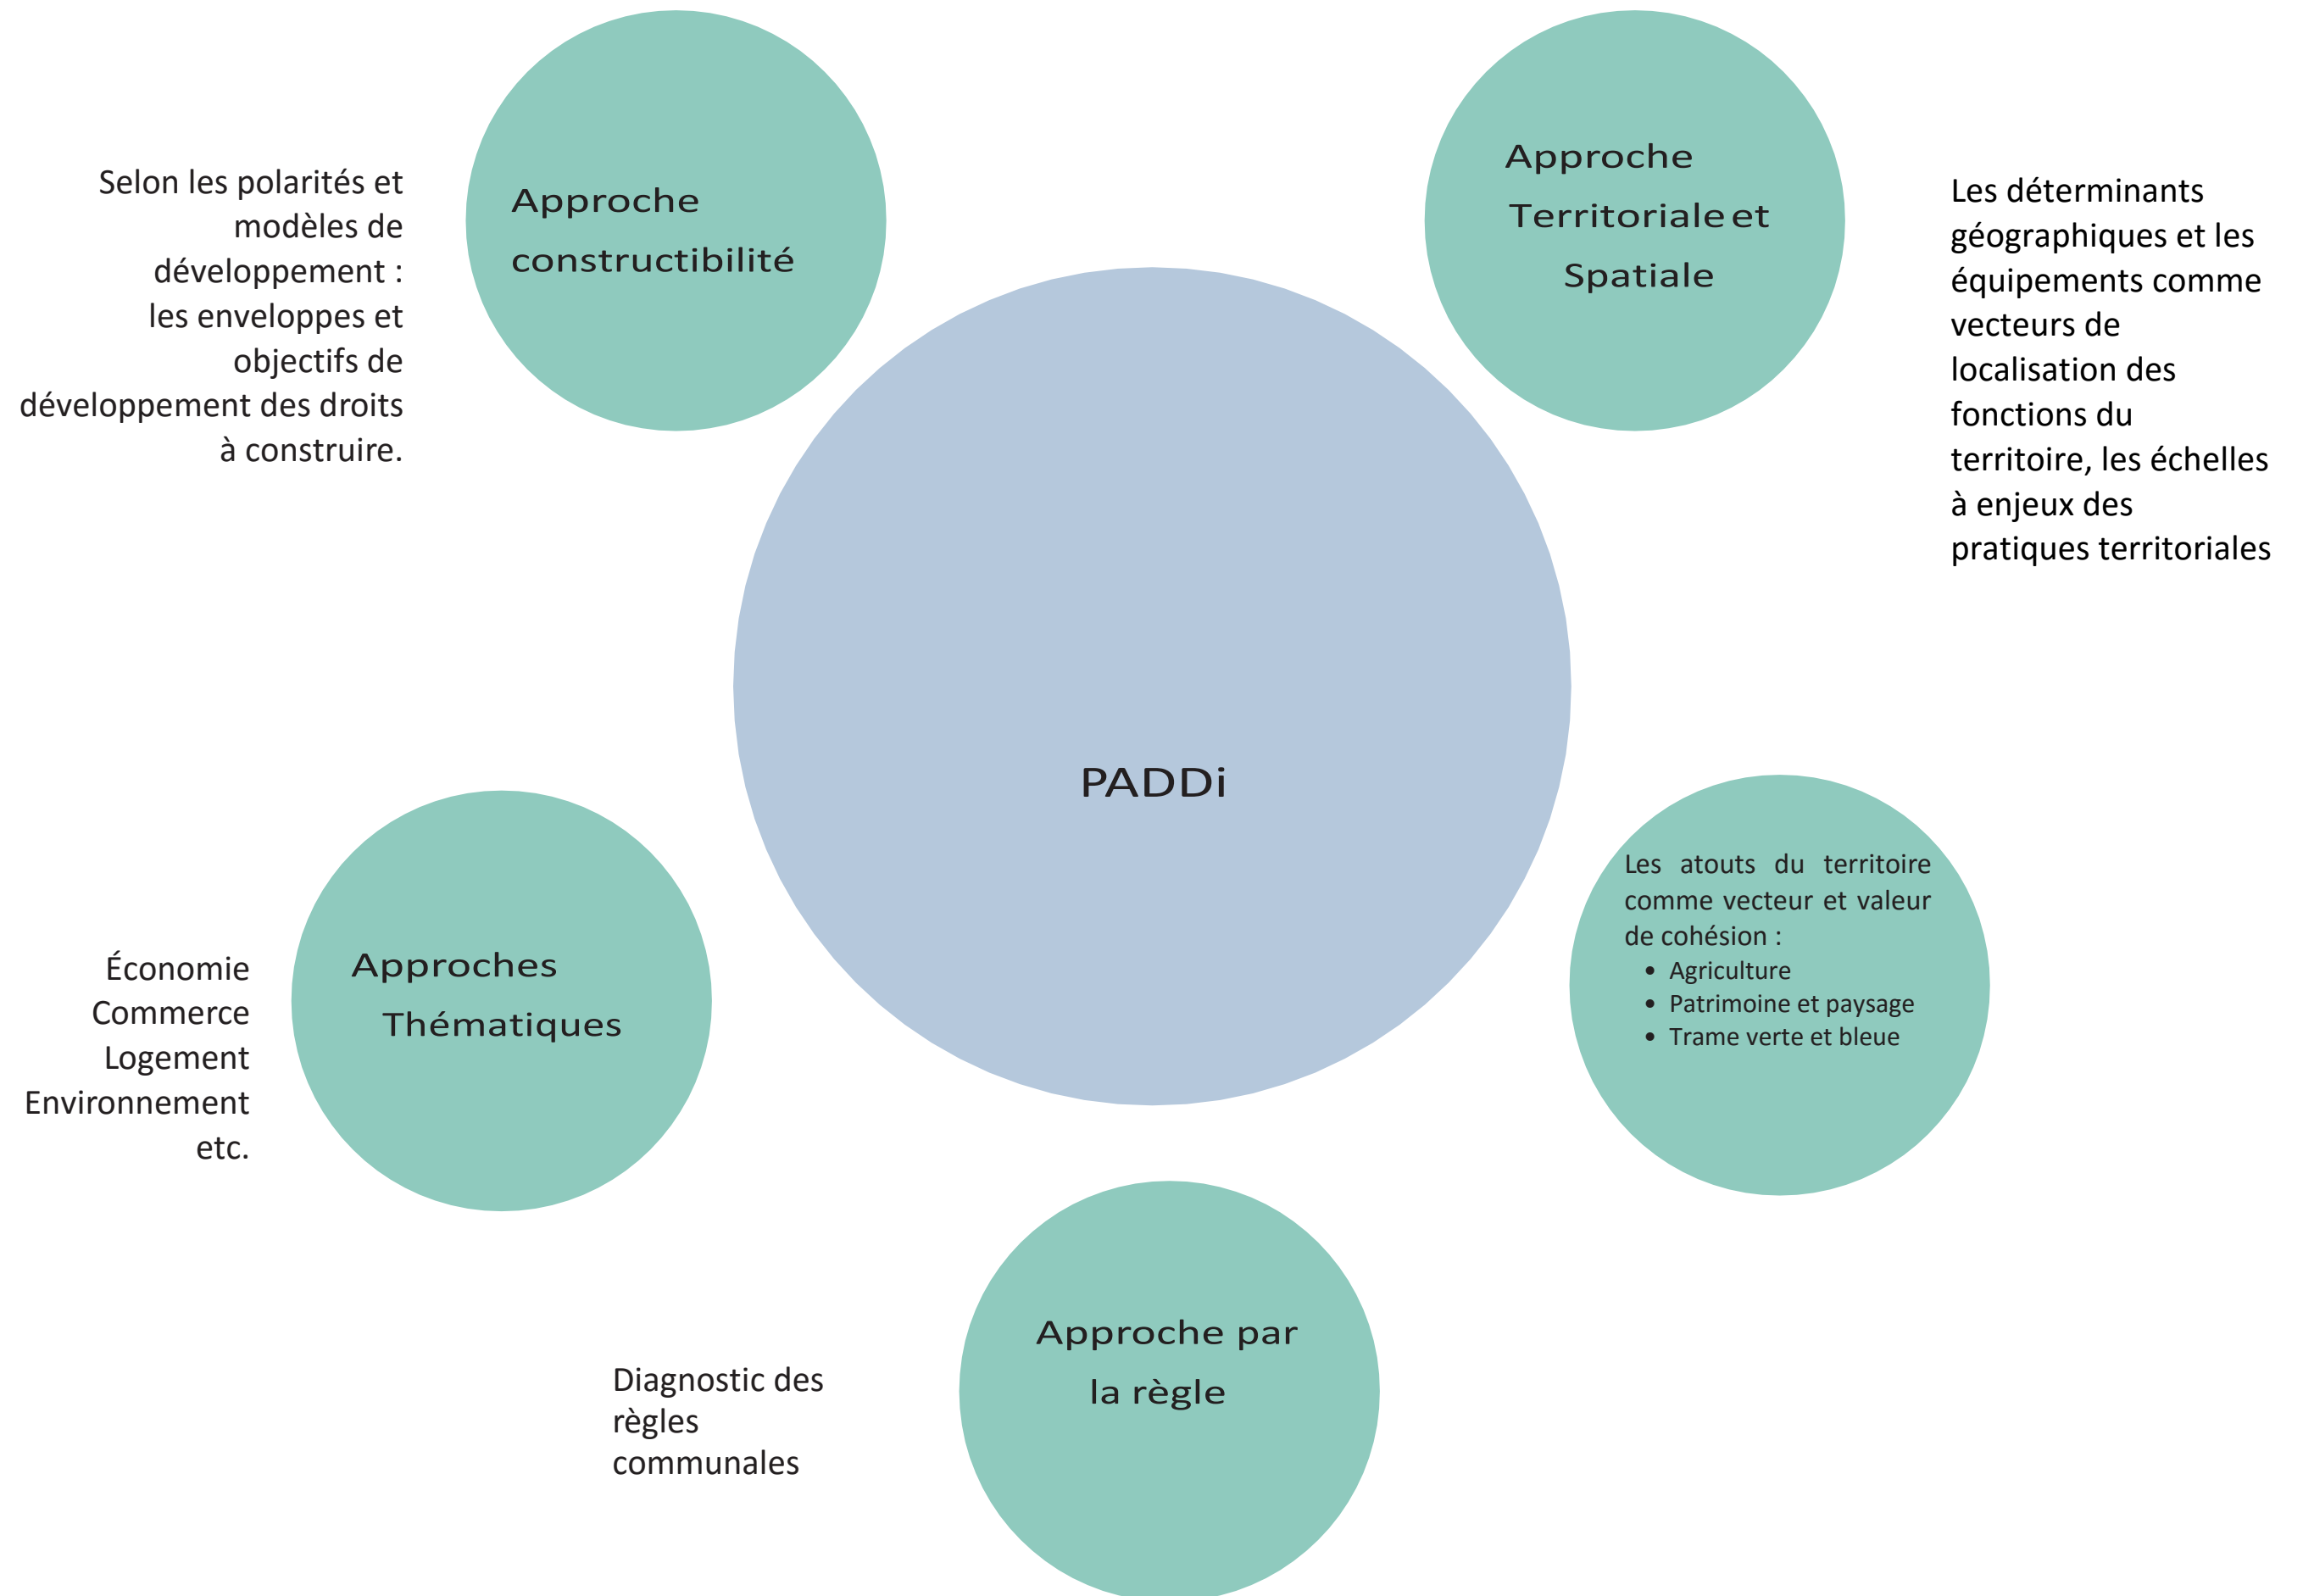 Selon les polarités et
modèles de
développement :
les enveloppes et
objectifs de
développement des droits
à construire.
Approche
constructibilité
Approche
Territoriale et
Spatiale
Les déterminants
géographiques et les
équipements comme
vecteurs de
localisation des
fonctions du
territoire, les échelles
à enjeux des
pratiques territoriales
PADDi
Économie
Commerce
Logement
Environnement
etc.
Approches
Thématiques
Les atouts du territoire
comme vecteur et valeur
de cohésion :
• Agriculture
• Patrimoine et paysage
• Trame verte et bleue
Diagnostic des
règles
communales
Approche par
la règle